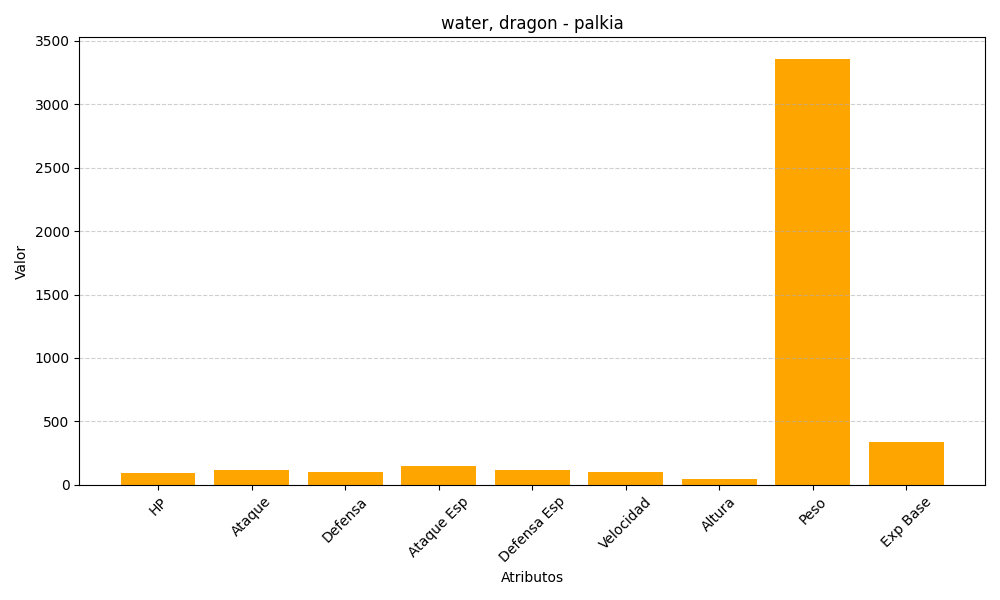 water, dragon - palkia
Valor
3500
3000
2500
2000
1500
1000
500
0
HP
Ataque
Defensa
Ataque Esp
Defensa Esp
Velocidad
Altura
Peso
Exp Base
Atributos